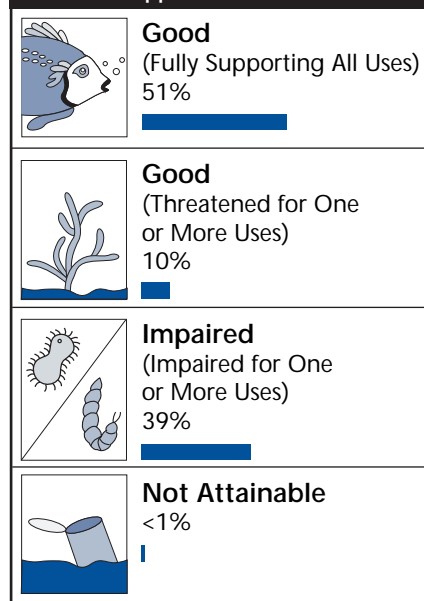 Good
(Fully Supporting All Uses)
51%
Good
(Threatened for One
or More Uses)
10%
Impaired
(Impaired for One
or More Uses)
39%
Not Attainable
<1%